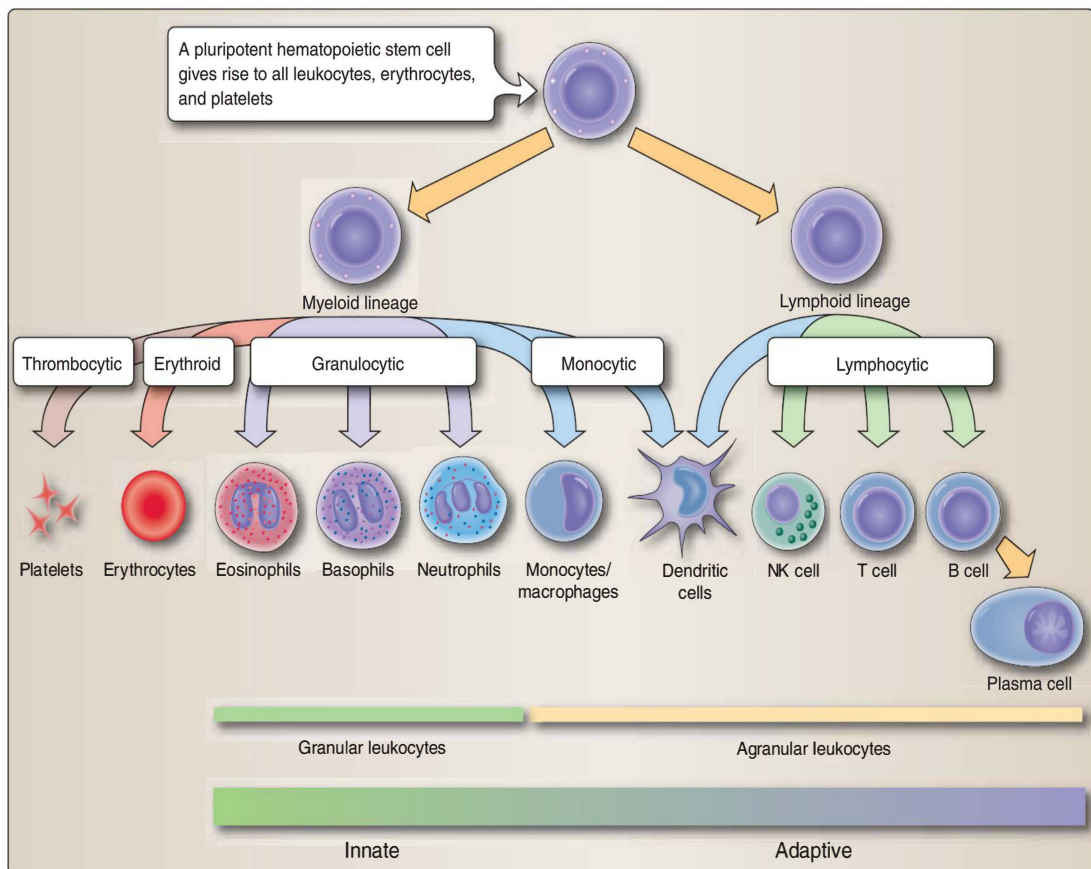 A pluripotent hematopoietic stem cell
gives rise to all leukocytes, erythrocytes,
and platelets
Myeloid lineage
Lymphoid lineage
Thrombocytic
Erythroid
Granulocytic
Monocytic
Lymphocytic
Platelets
Erythrocytes
Eosinophils
Basophils
Neutrophils
Monocytes/
macrophages
Dendritic
cells
NK cell
T cell
B cell
Plasma cell
Granular leukocytes
Agranular leukocytes
Innate
Adaptive